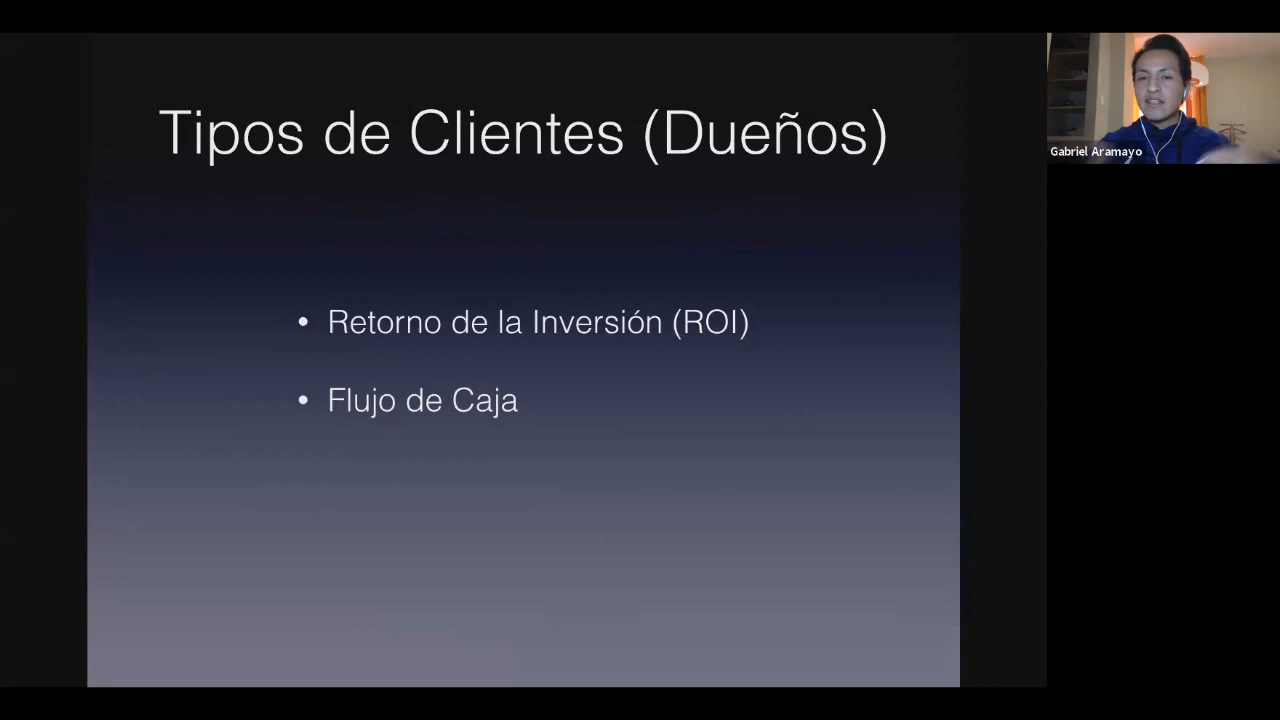 Tipos de Clientes (Dueños)
Gabriel Aramayo
• Retorno de la Inversión (ROI)
• Flujo de Caja